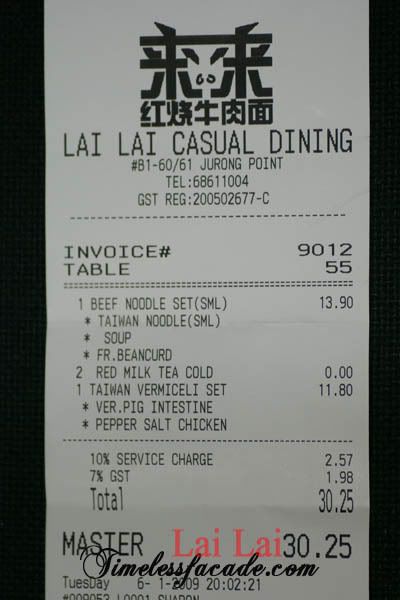 来来
红烧牛肉面
LAI LAI CASUAL DINING
#B1-60/61 JURONG POINT
TEL:68611004
GST REG:200502677-C
INVOICE# 9012
TABLE 55
1 BEEF NOODLE SET(SML) 13.90
* TAIWAN NOODLE(SML)
* SOUP
* FR.BEANCURD
2 RED MILK TEA COLD 0.00
1 TAIWAN VERMICELI SET 11.80
* VER.PIG INTESTINE
* PEPPER SALT CHICKEN
10% SERVICE CHARGE 2.57
7% GST 1.98
Total 30.25
MASTER 30.25
Lai Lai
Timelessfacade.com
TuesDay 6- 1-2009 20:02:21
#009053 L0001 SHARON